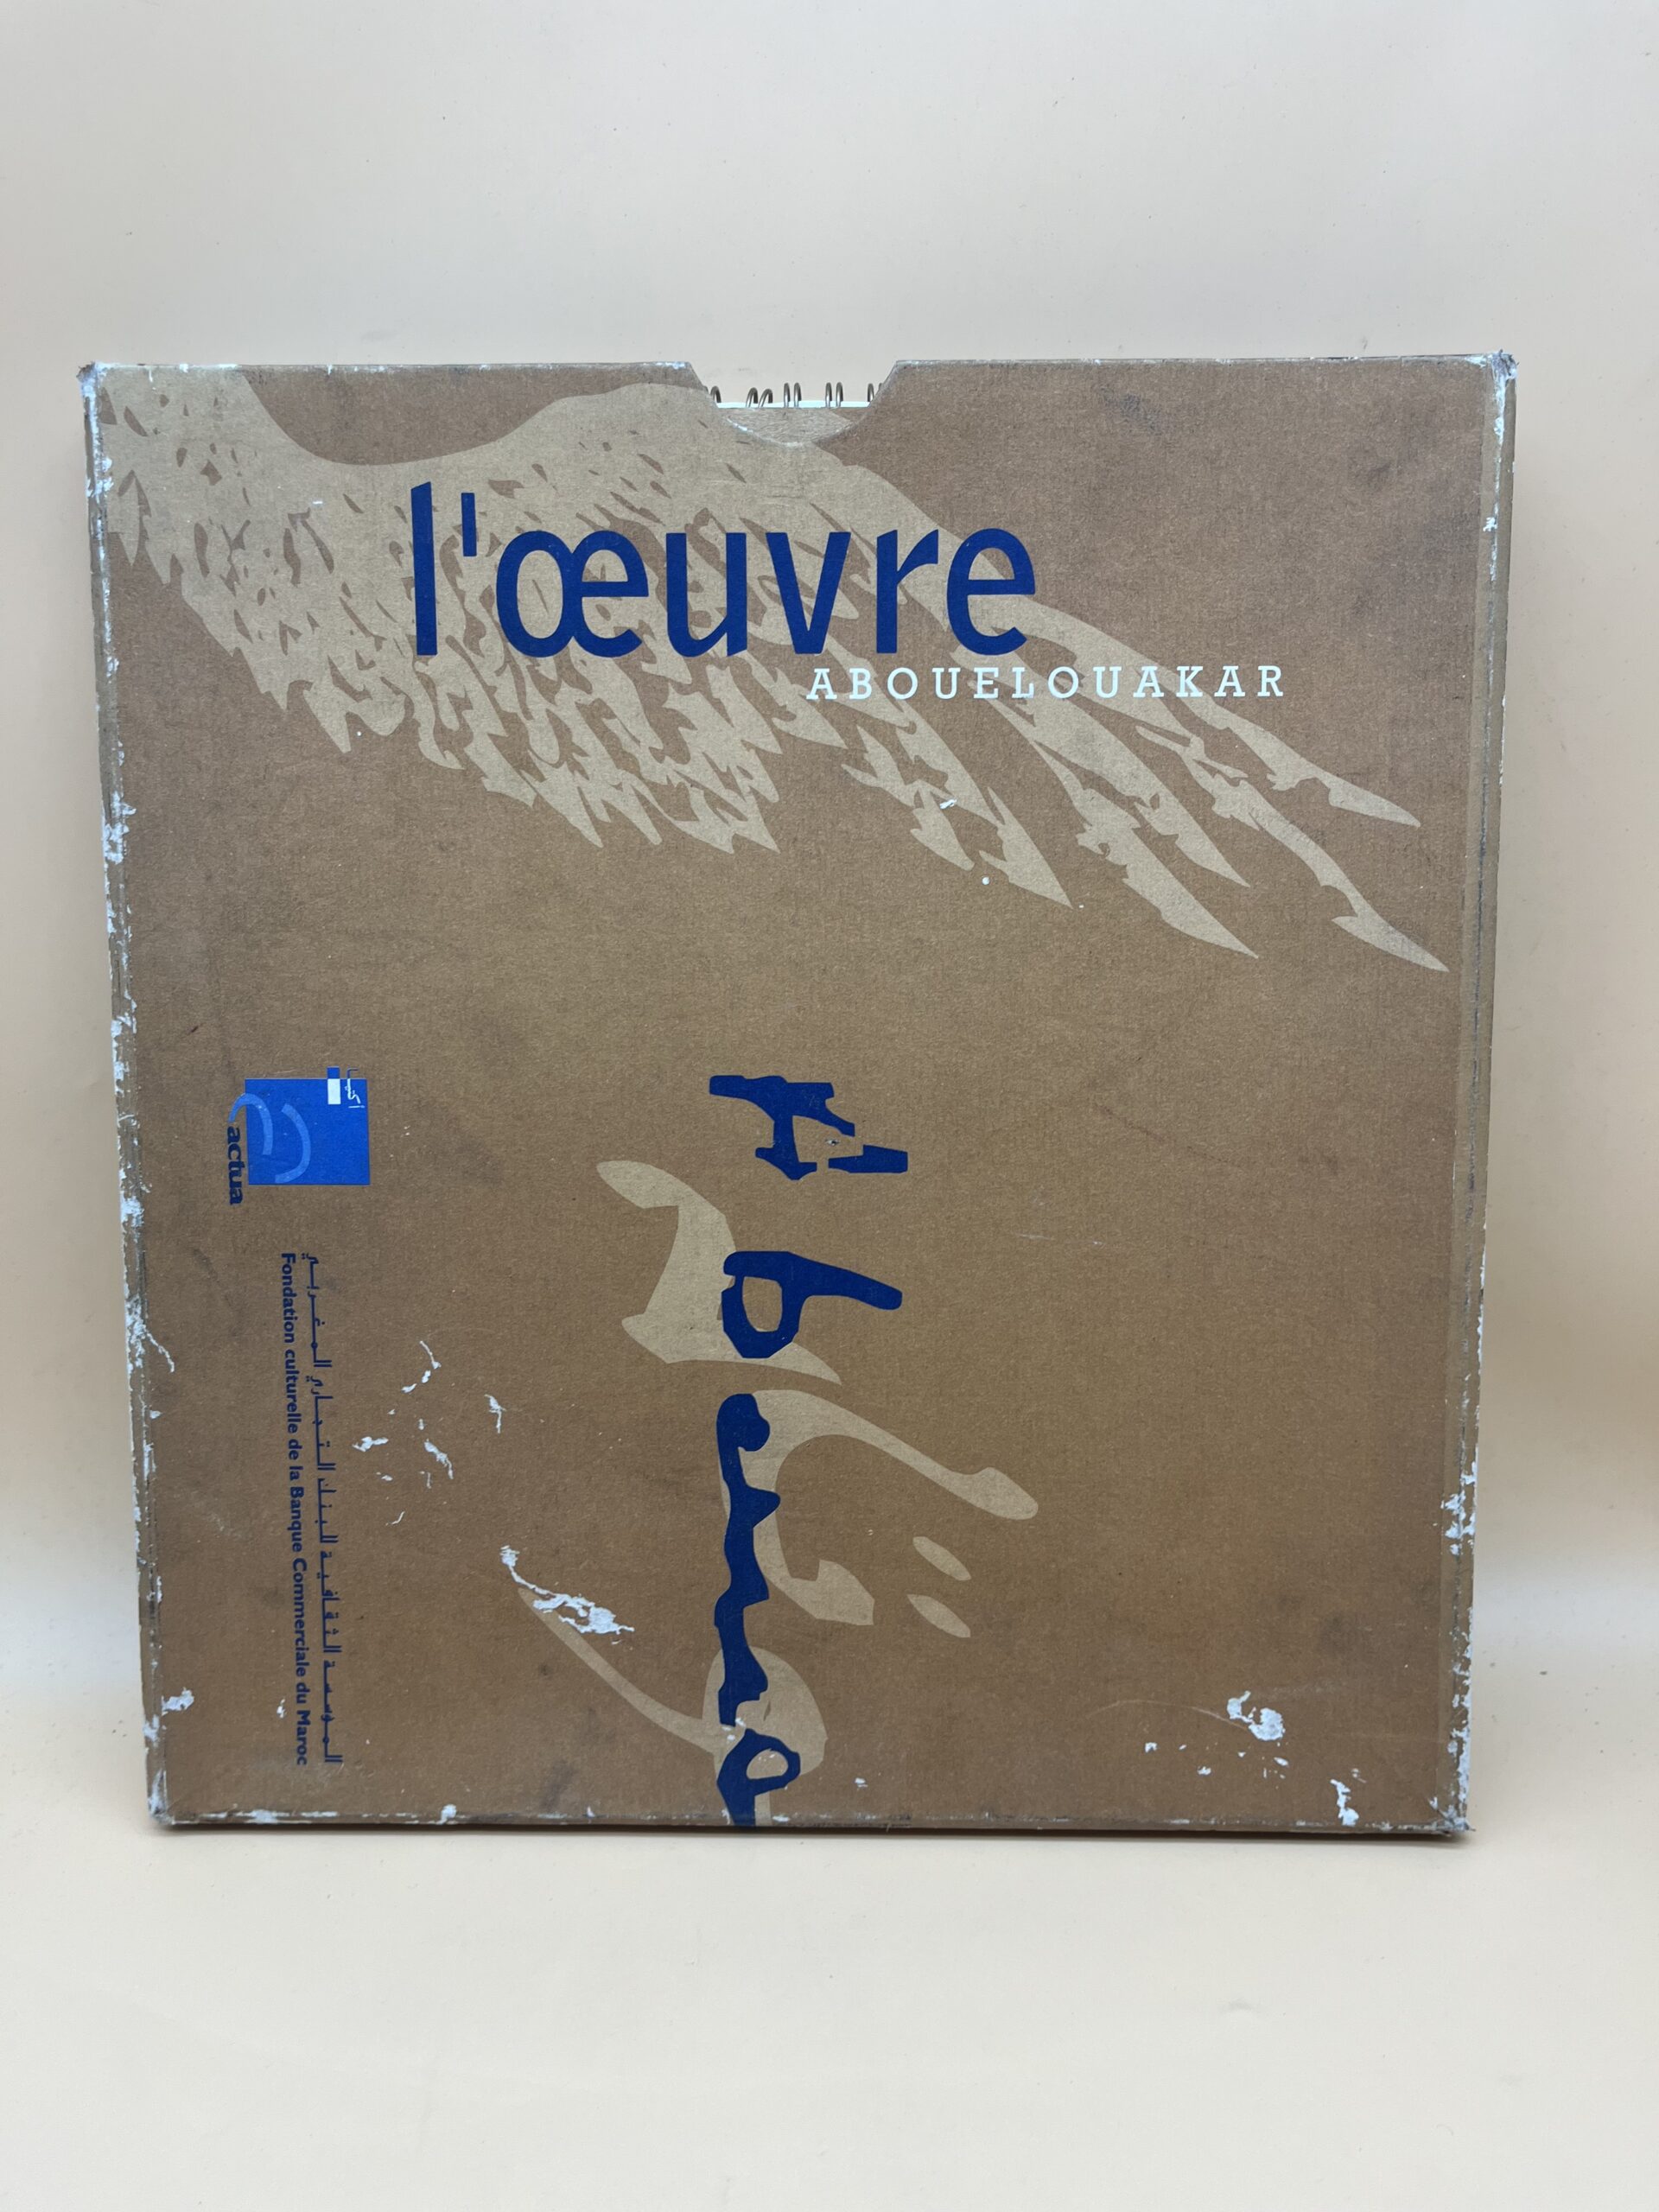 l'œuvre
ABOUELOUAKAR
actua
المؤسسة الثقافية للبنك التجاري المغربي
Fondation culturelle de la Banque Commerciale du Maroc